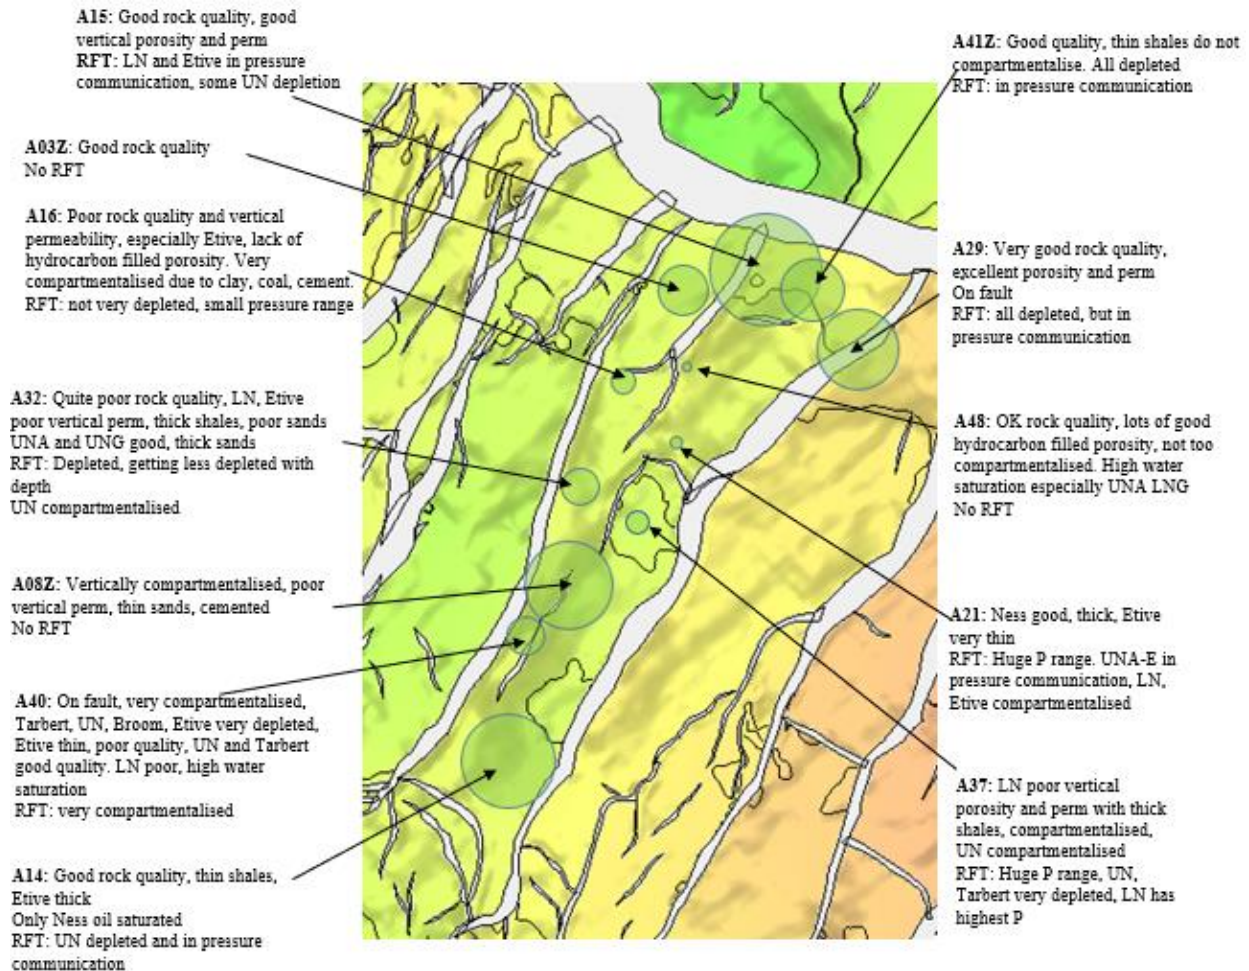 A15: Good rock quality, good
vertical porosity and perm
RFT: LN and Etive in pressure
communication, some UN depletion
A03Z: Good rock quality
No RFT
A16: Poor rock quality and vertical
permeability, especially Etive, lack of
hydrocarbon filled porosity. Very
compartmentalised due to clay, coal, cement.
RFT: not very depleted, small pressure range
A32: Quite poor rock quality, LN, Etive
poor vertical perm, thick shales, poor sands
UNA and UNG good, thick sands
RFT: Depleted, getting less depleted with
depth
UN compartmentalised
A08Z: Vertically compartmentalised, poor
vertical perm, thin sands, cemented
No RFT
A40: On fault, very compartmentalised,
Tarbert, UN, Broom, Etive very depleted,
Etive thin, poor quality, UN and Tarbert
good quality. LN poor, high water
saturation
RFT: very compartmentalised
A14: Good rock quality, thin shales,
Etive thick
Only Ness oil saturated
RFT: UN depleted and in pressure
communication
A41Z: Good quality, thin shales do not
compartmentalise. All depleted
RFT: in pressure communication
A29: Very good rock quality,
excellent porosity and perm
On fault
RFT: all depleted, but in
pressure communication
A48: OK rock quality, lots of good
hydrocarbon filled porosity, not too
compartmentalised. High water
saturation especially UNA LNG
No RFT
A21: Ness good, thick, Etive
very thin
RFT: Huge P range. UNA-E in
pressure communication, LN,
Etive compartmentalised
A37: LN poor vertical
porosity and perm with thick
shales, compartmentalised,
UN compartmentalised
RFT: Huge P range, UN,
Tarbert very depleted, LN has
highest P